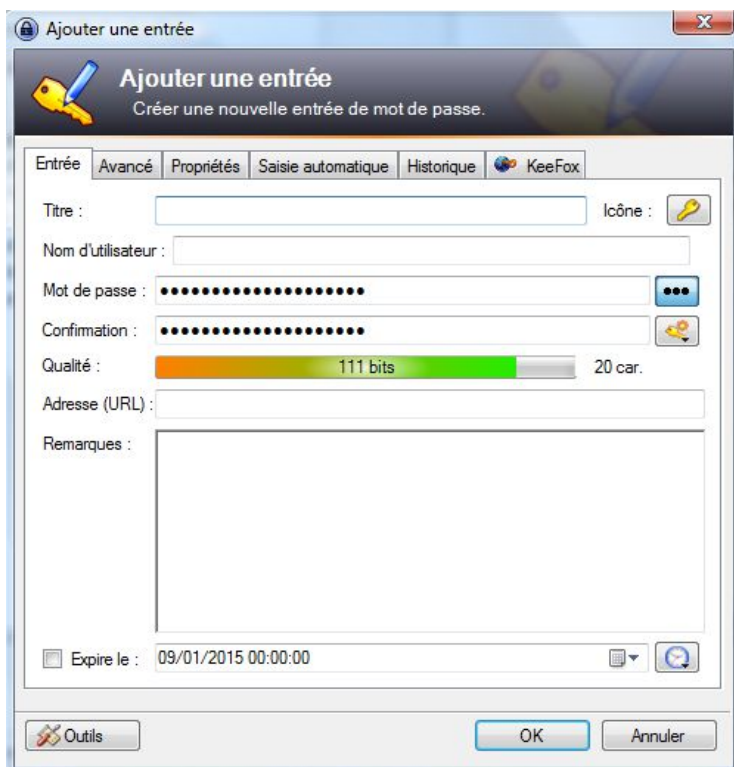 Ajouter une entrée
Ajouter une entrée
Créer une nouvelle entrée de mot de passe.
Entrée Avancé Propriétés Saisie automatique Historique KeeFox
Titre : Icône :
Nom d'utilisateur :
Mot de passe : ••••••••••••••••••••
Confirmation : ••••••••••••••••••••
Qualité : 111 bits 20 car.
Adresse (URL) :
Remarques :
Expire le : 09/01/2015 00:00:00
Outils OK Annuler